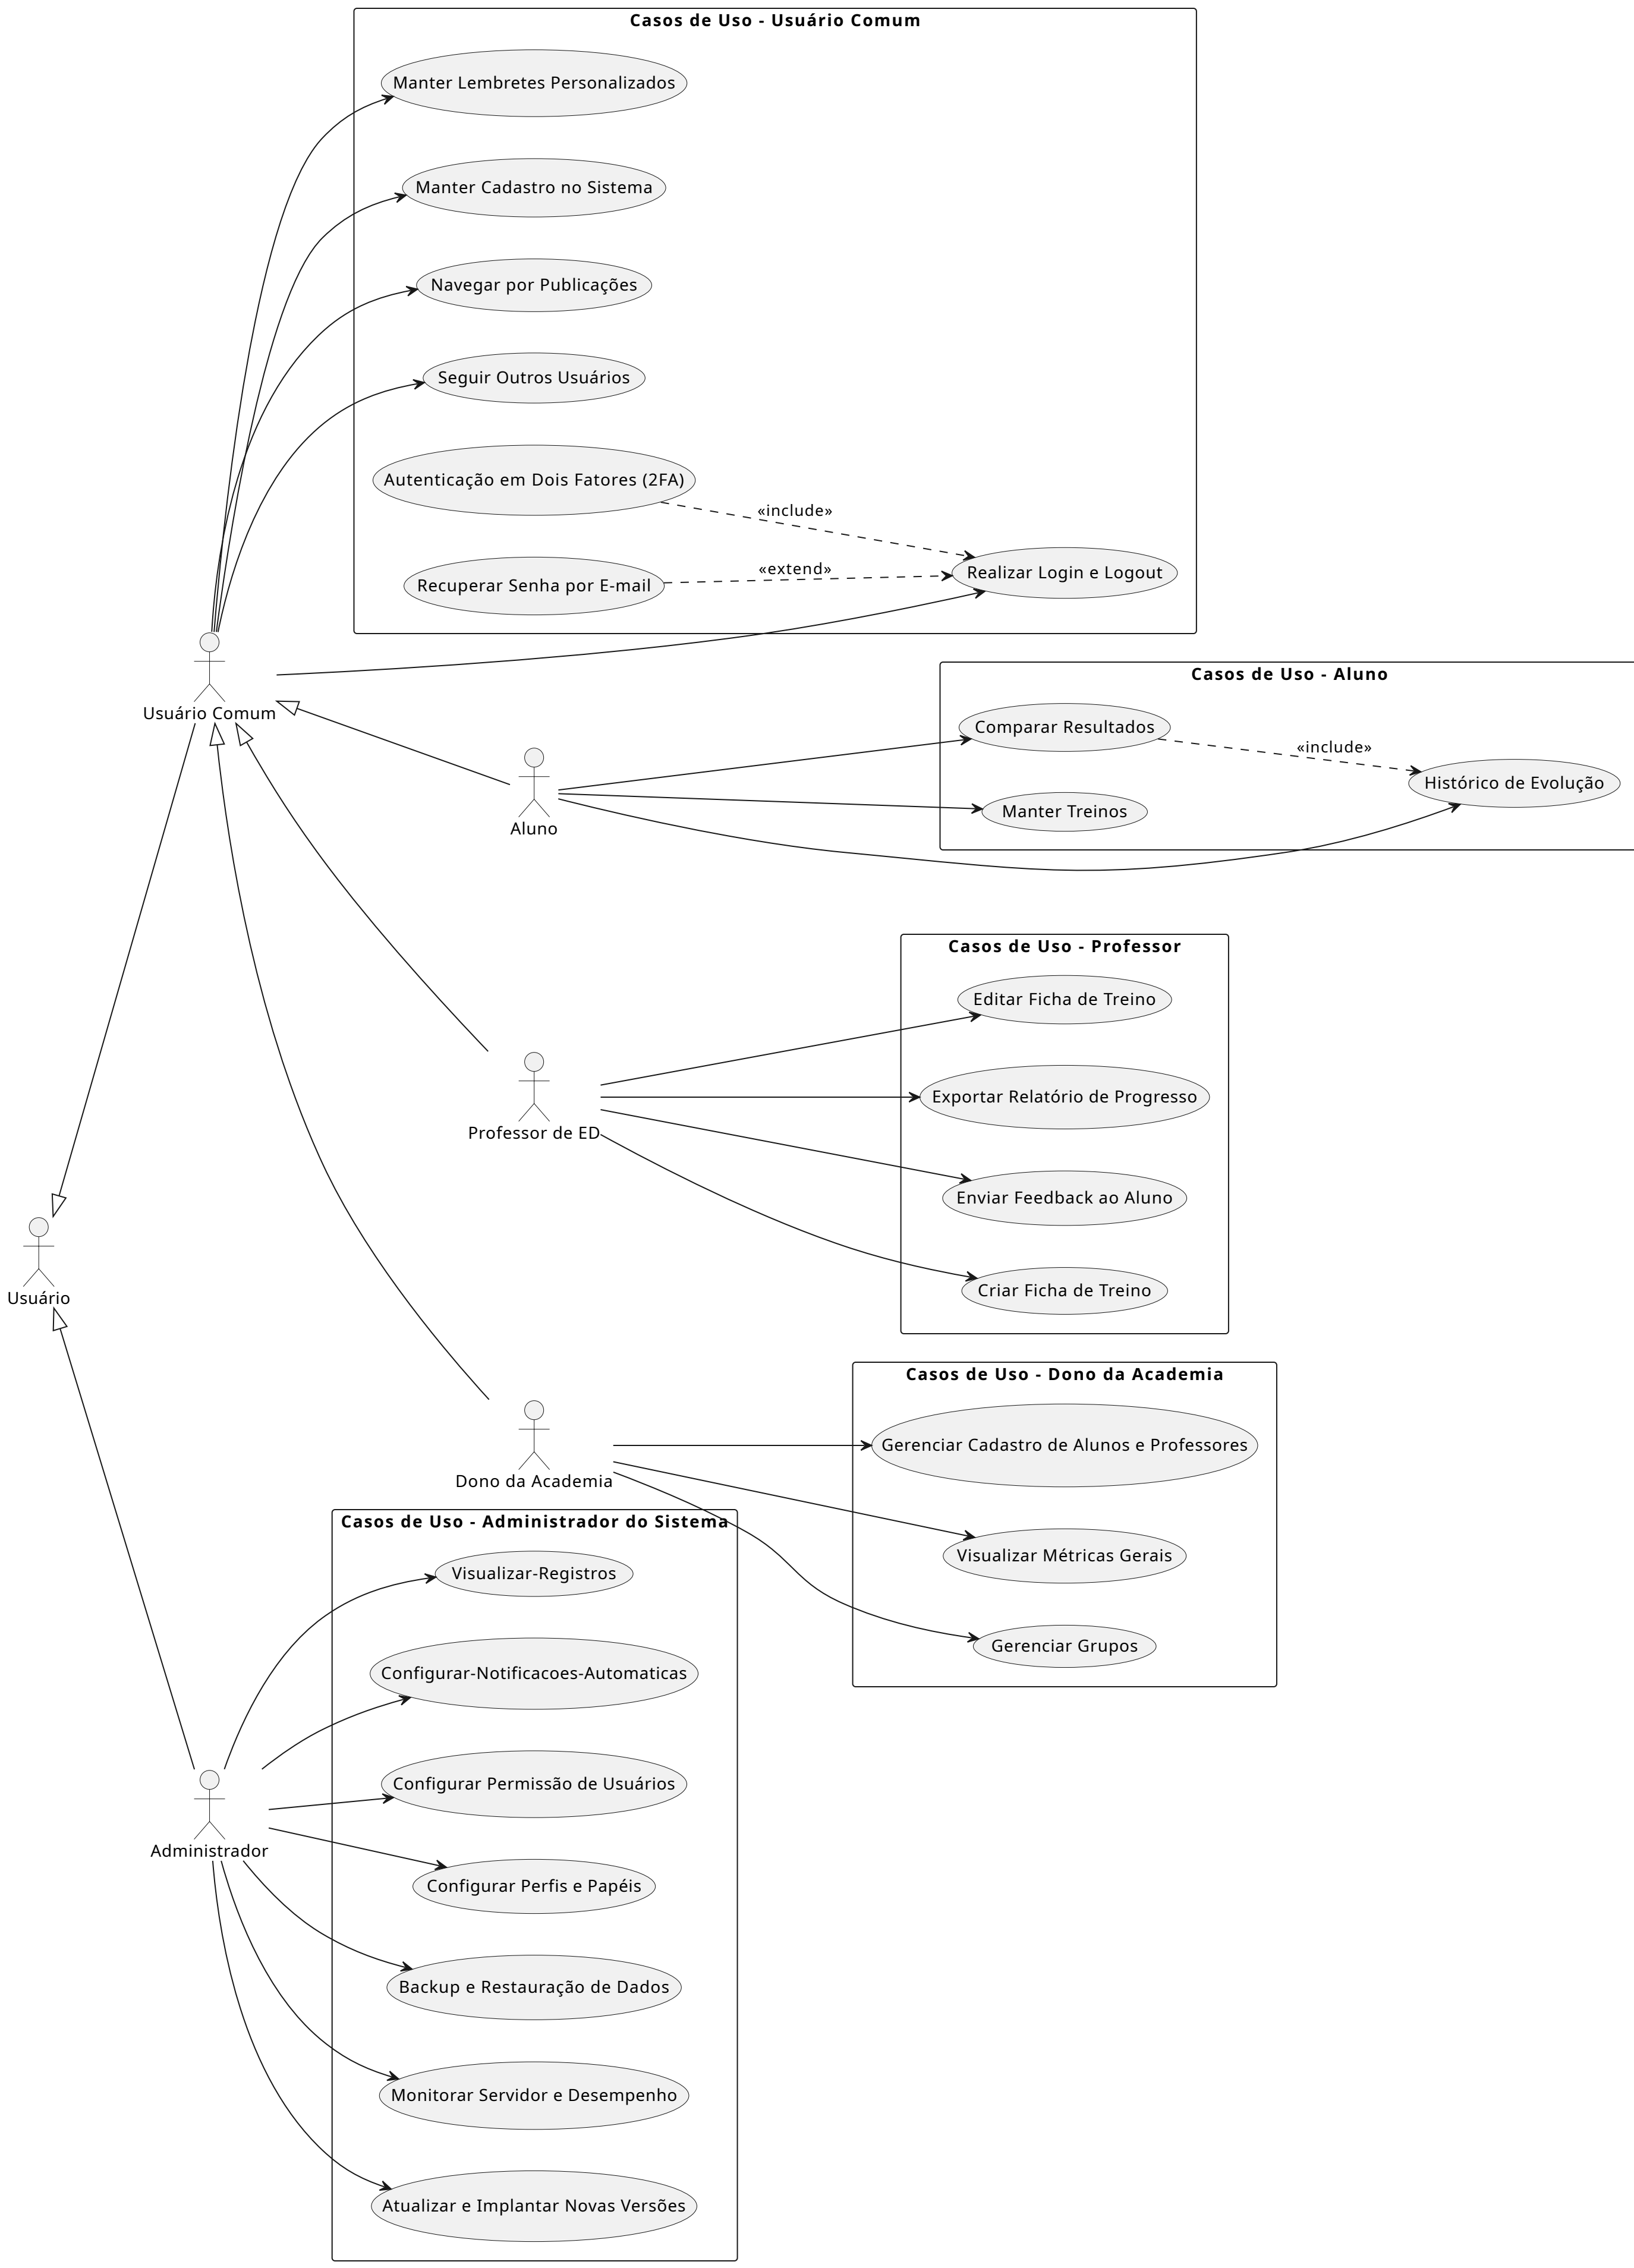 Casos de Uso - Usuário Comum
Manter Lembretes Personalizados
Manter Cadastro no Sistema
Navegar por Publicações
Seguir Outros Usuários
Autenticação em Dois Fatores (2FA)
«include»
Recuperar Senha por E-mail
«extend»
Realizar Login e Logout
Usuário Comum
Casos de Uso - Aluno
Comparar Resultados
«include»
Histórico de Evolução
Manter Treinos
Aluno
Casos de Uso - Professor
Editar Ficha de Treino
Exportar Relatório de Progresso
Professor de ED
Enviar Feedback ao Aluno
Criar Ficha de Treino
Usuário
Casos de Uso - Dono da Academia
Gerenciar Cadastro de Alunos e Professores
Dono da Academia
Visualizar Métricas Gerais
Gerenciar Grupos
Casos de Uso - Administrador do Sistema
Visualizar-Registros
Configurar-Notificacoes-Automaticas
Configurar Permissão de Usuários
Administrador
Configurar Perfis e Papéis
Backup e Restauração de Dados
Monitorar Servidor e Desempenho
Atualizar e Implantar Novas Versões